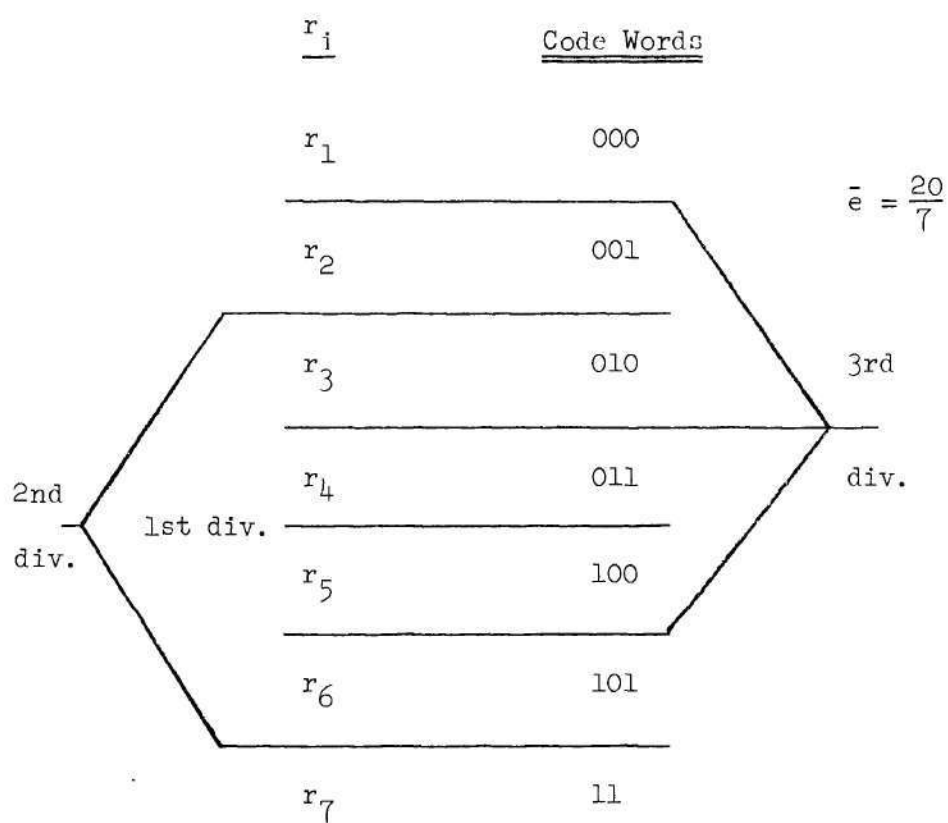 r_i Code Words
r_1 000
ē = 20/7
r_2 001
r_3 010 3rd
r_4 011 div.
2nd
1st div.
div.
r_5 100
r_6 101
r_7 11